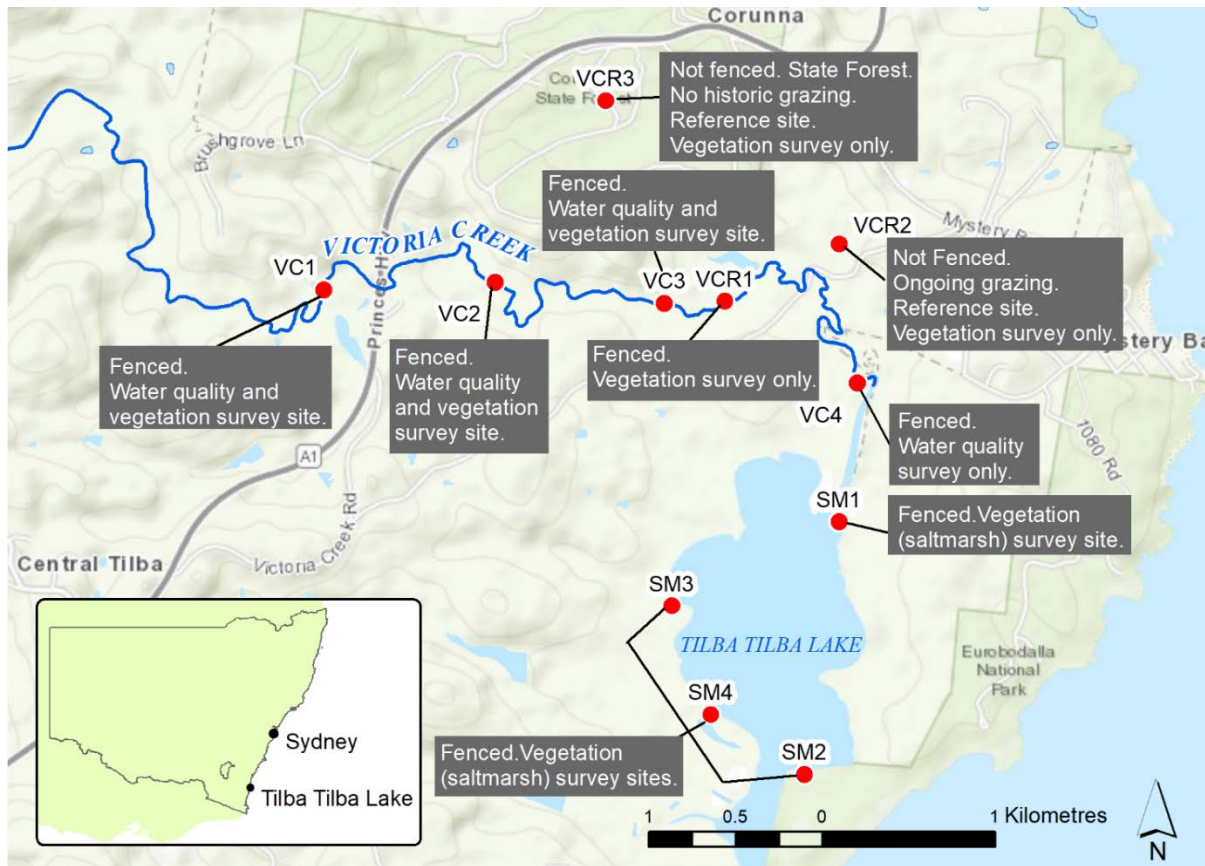 Corunna
VCR3
State Forest
Not fenced. State Forest.
No historic grazing.
Reference site.
Vegetation survey only.
Brushgrove Ln
Princes
VICTORIA CREEK
VC1
VC2
Fenced.
Water quality and
vegetation survey site.
VC3
VCR1
VCR2
Mystery
Not Fenced.
Ongoing grazing.
Reference site.
Vegetation survey only.
Fenced.
Water quality and
vegetation survey site.
Fenced.
Water quality
and vegetation
survey site.
Fenced.
Vegetation survey only.
VC4
Fenced.
Water quality
survey only.
1080 Rd
A1
Victoria Creek Rd
Central Tilba
SM1
Fenced.Vegetation
(saltmarsh) survey site.
SM3
TILBA TILBA LAKE
Eurobodalla
National
Park
SM4
Fenced.Vegetation
(saltmarsh) survey sites.
SM2
Sydney
Tilba Tilba Lake
1 0.5 0 1 Kilometres
N